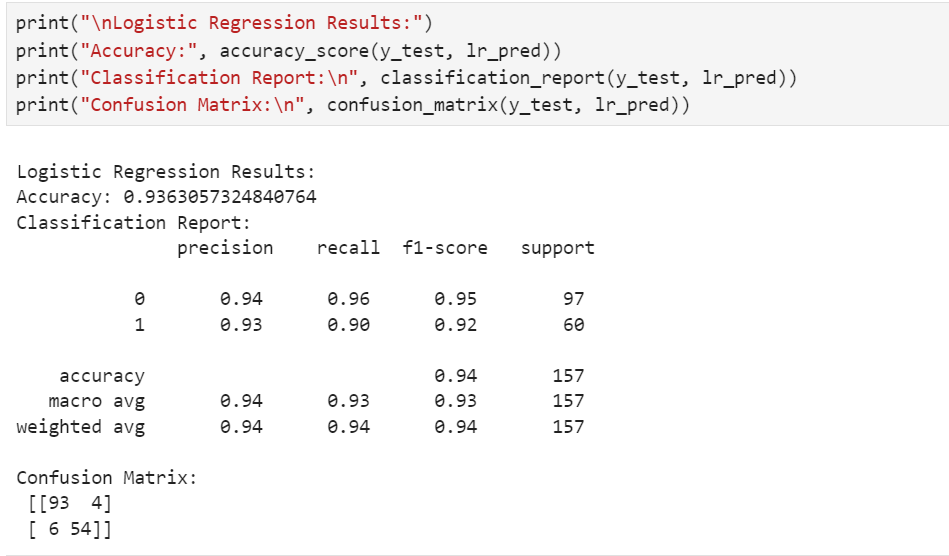 print("\nLogistic Regression Results:")
print("Accuracy:", accuracy_score(y_test, lr_pred))
print("Classification Report:\n", classification_report(y_test, lr_pred))
print("Confusion Matrix:\n", confusion_matrix(y_test, lr_pred))
Logistic Regression Results:
Accuracy: 0.9363057324840764
Classification Report:
              precision    recall  f1-score   support
           0       0.94      0.96      0.95        97
           1       0.93      0.90      0.92        60
    accuracy                           0.94       157
   macro avg       0.94      0.93      0.93       157
weighted avg       0.94      0.94      0.94       157
Confusion Matrix:
 [[93  4]
 [ 6 54]]